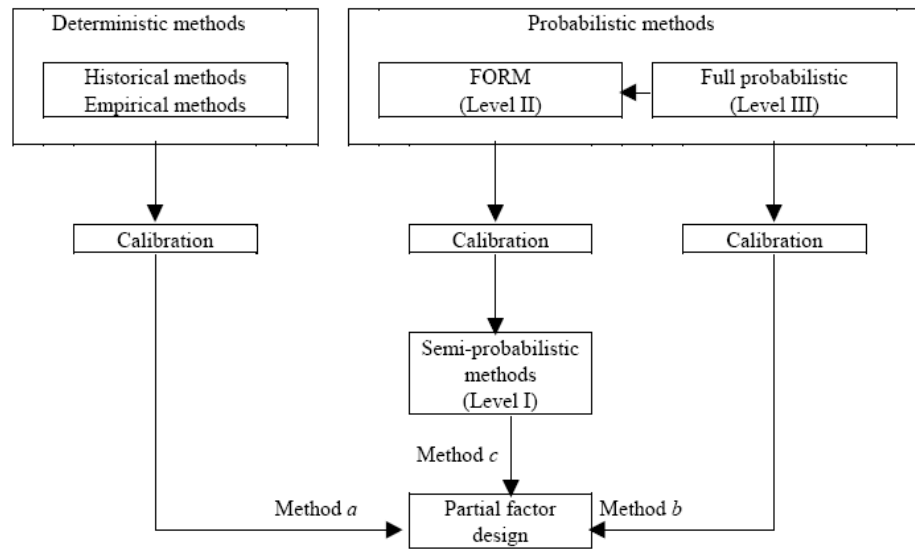 Deterministic methods
Probabilistic methods
Historical methods
Empirical methods
FORM
(Level II)
Full probabilistic
(Level III)
Calibration
Calibration
Calibration
Semi-probabilistic
methods
(Level I)
Method c
Method a
Partial factor
design
Method b